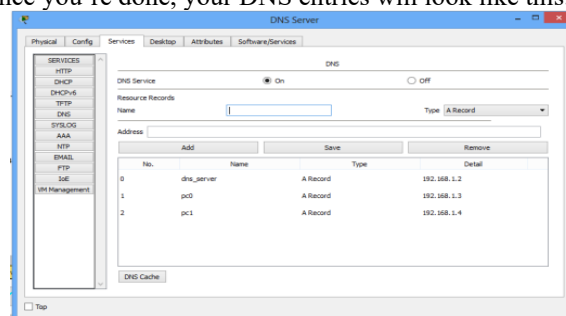 nce you're done, your DNS entries will look like this
DNS Server
Physical Config Services Desktop Attributes Software/Services
SERVICES
HTTP
DHCP
DHCPv6
TFTP
DNS
SYSLOG
AAA
NTP
EMAIL
FTP
IoE
VM Management
DNS
DNS Service On Off
Resource Records
Name Type A Record
Address
Add Save Remove
No. Name Type Detail
0 dns_server A Record 192.168.1.2
1 pc0 A Record 192.168.1.3
2 pc1 A Record 192.168.1.4
DNS Cache
Top